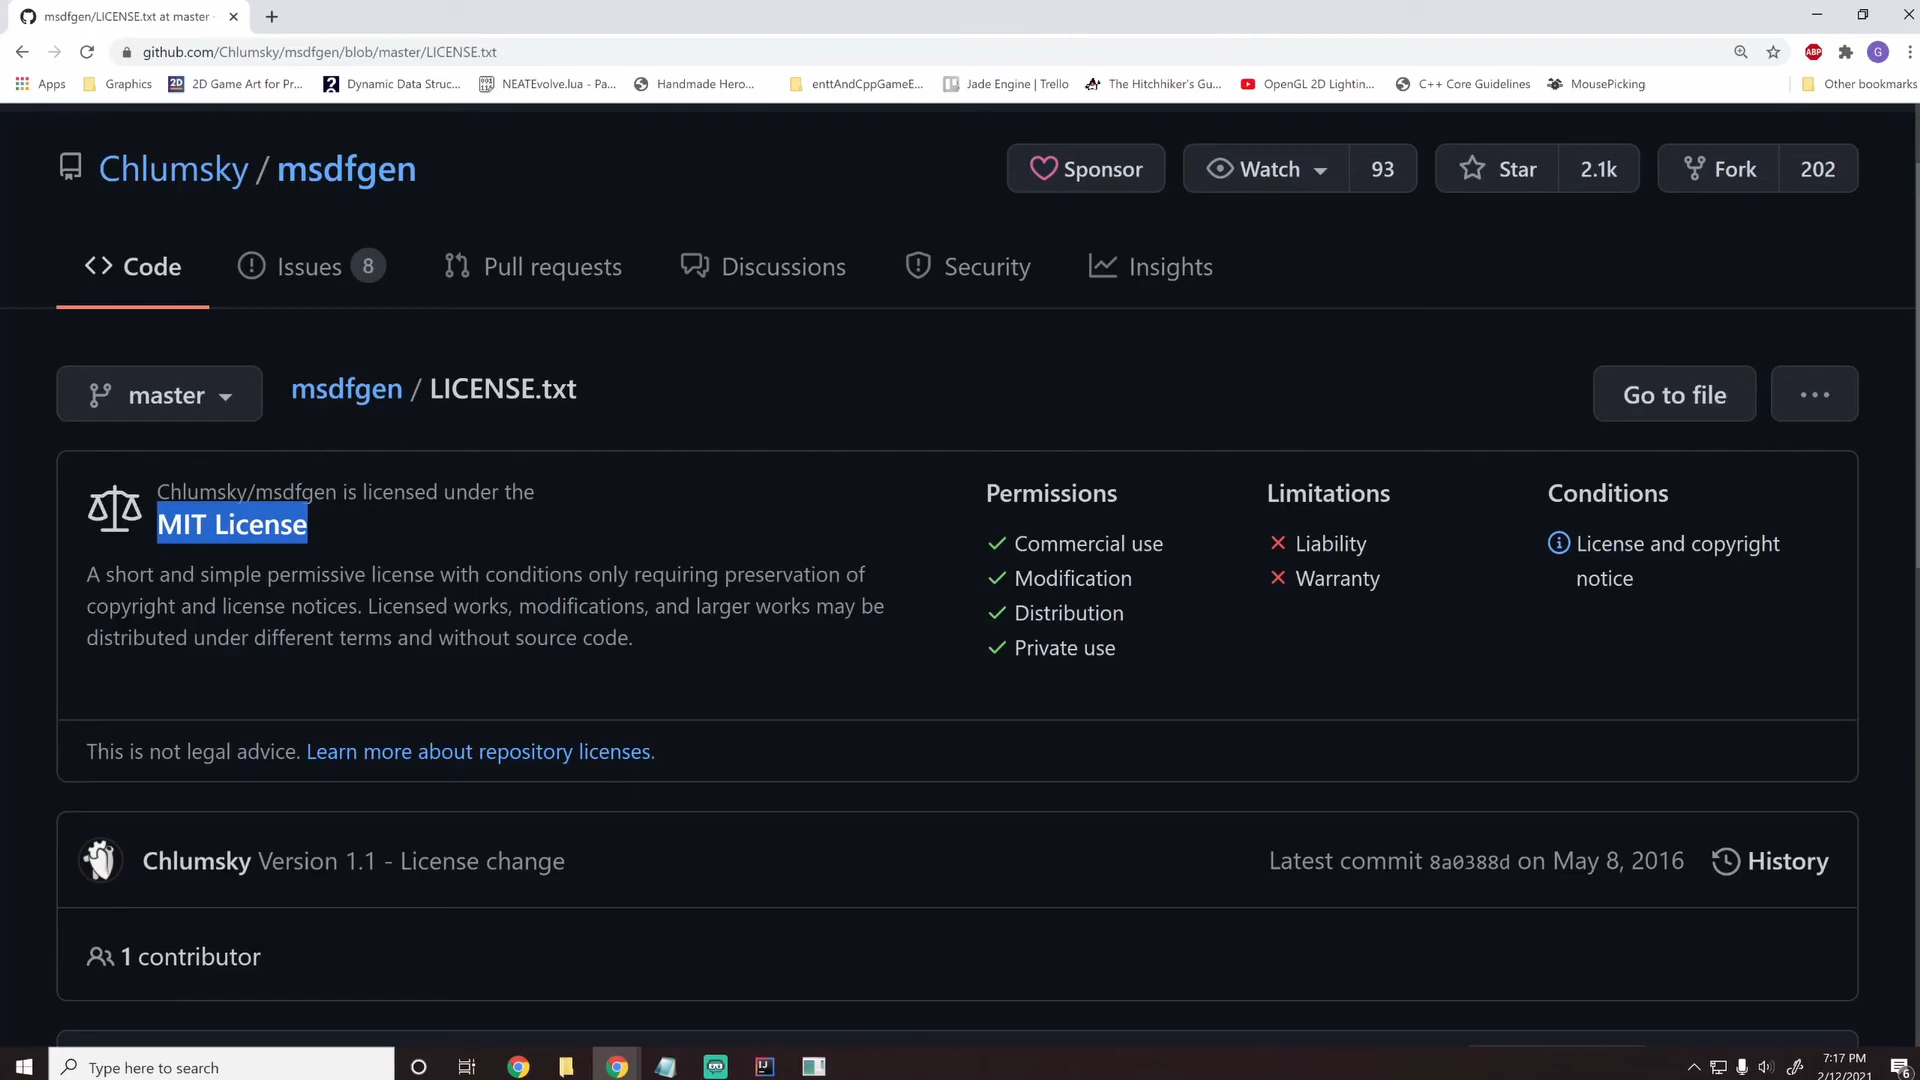 msdfgen/LICENSE.txt at master
github.com/Chlumsky/msdfgen/blob/master/LICENSE.txt
ABP
G
Apps
Graphics
2D Game Art for Pr...
Dynamic Data Struc...
NEATEvolve.lua - Pa...
Handmade Hero...
enttAndCppGameE...
Jade Engine | Trello
The Hitchhiker's Gu...
OpenGL 2D Lightin...
C++ Core Guidelines
MousePicking
Other bookmarks
Chlumsky / msdfgen
Sponsor
Watch 93
Star 2.1k
Fork 202
Code
Issues 8
Pull requests
Discussions
Security
Insights
master
msdfgen / LICENSE.txt
Go to file
Chlumsky/msdfgen is licensed under the
MIT License
A short and simple permissive license with conditions only requiring preservation of
copyright and license notices. Licensed works, modifications, and larger works may be
distributed under different terms and without source code.
Permissions
Commercial use
Modification
Distribution
Private use
Limitations
Liability
Warranty
Conditions
License and copyright
notice
This is not legal advice. Learn more about repository licenses.
Chlumsky Version 1.1 - License change
Latest commit 8a0388d on May 8, 2016
History
1 contributor
Type here to search
7:17 PM
2/12/2021
6